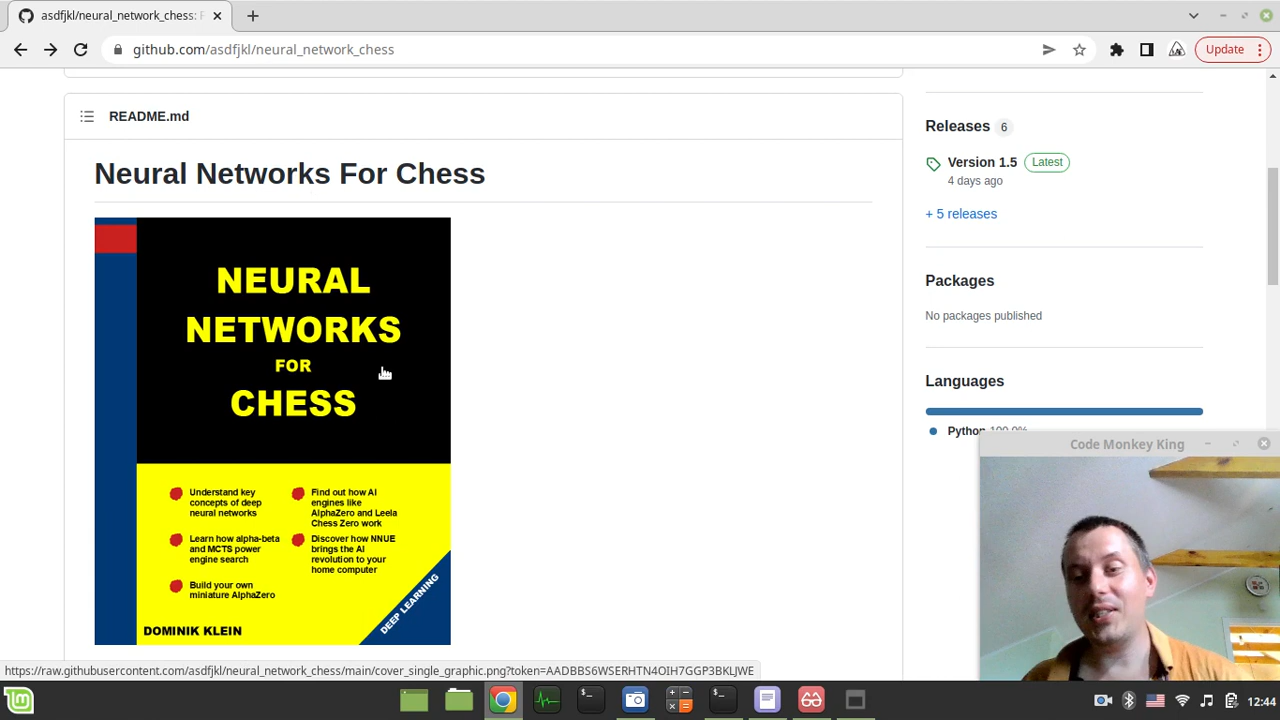 asdfjkl/neural_network_chess: F
github.com/asdfjkl/neural_network_chess
Update
README.md
Releases 6
Version 1.5 Latest
4 days ago
+ 5 releases
Neural Networks For Chess
NEURAL
NETWORKS
FOR
CHESS
Understand key
concepts of deep
neural networks
Find out how AI
engines like
AlphaZero and Leela
Chess Zero work
Learn how alpha-beta
and MCTS power
engine search
Discover how NNUE
brings the AI
revolution to your
home computer
Build your own
miniature AlphaZero
DEEP LEARNING
DOMINIK KLEIN
Packages
No packages published
Languages
Python 100.0%
Code Monkey King
https://raw.githubusercontent.com/asdfjkl/neural_network_chess/main/cover_single_graphic.png?token=AADBBS6WSERHTN4OIH7GGP3BKLJWE
12:44